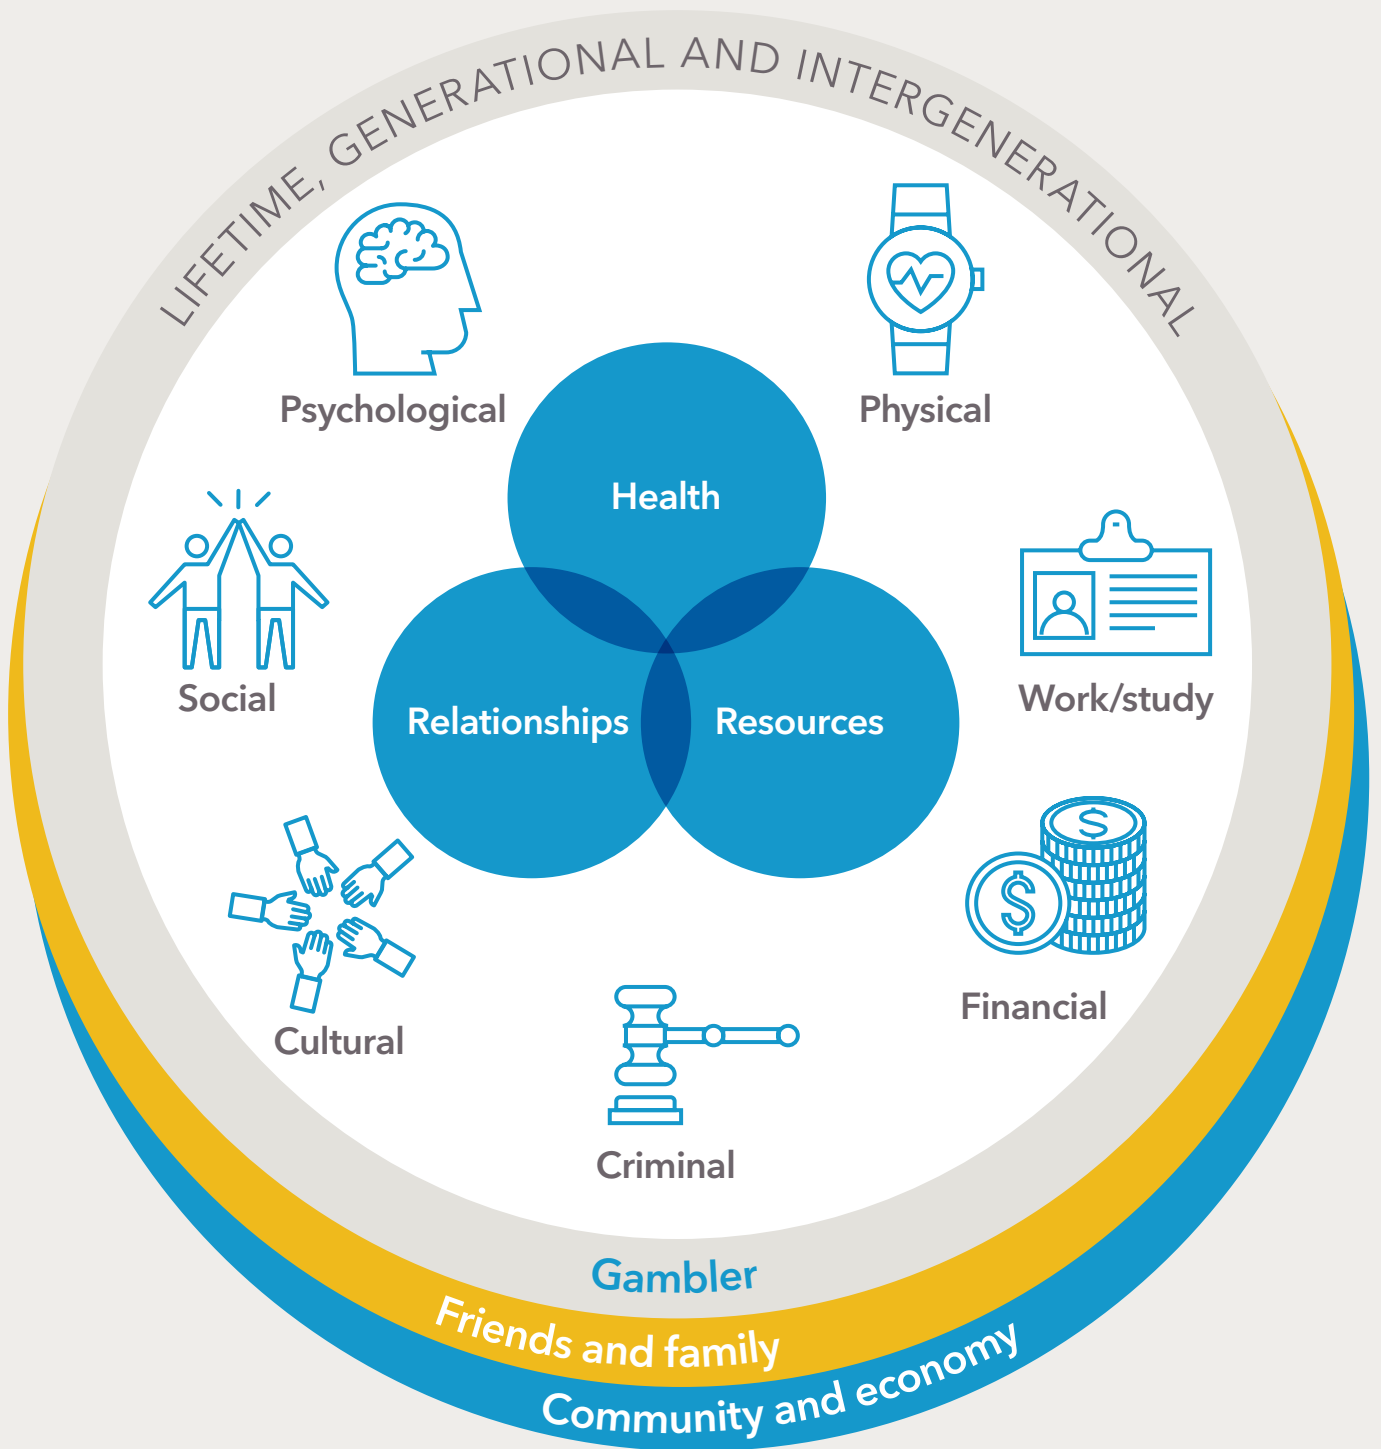 LIFETIME, GENERATIONAL AND INTERGENERATIONAL
Psychological
Physical
Health
Social
Work/study
Relationships
Resources
Financial
Cultural
Criminal
Gambler
Friends and family
Community and economy